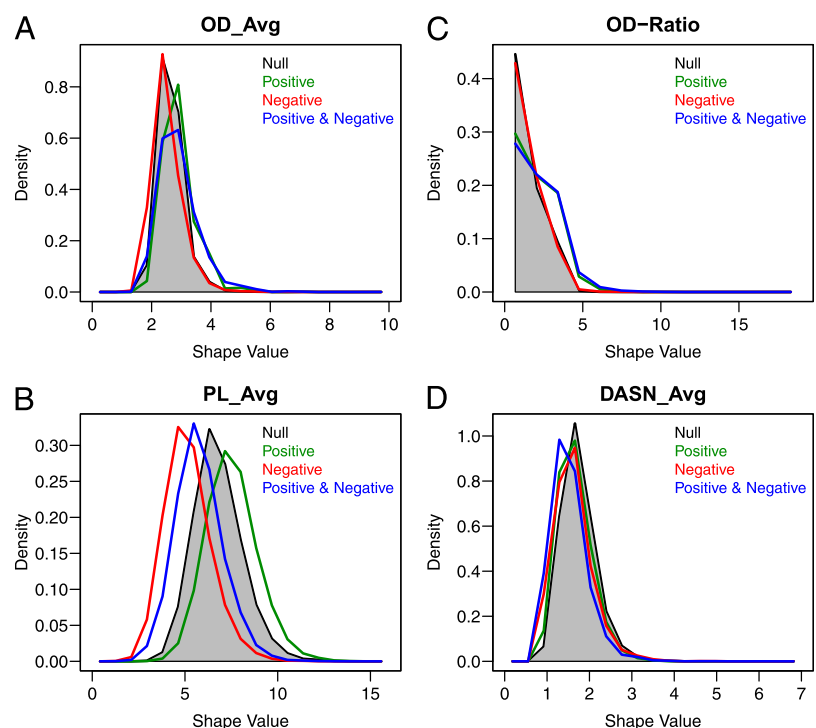 A
OD_Avg
Null
Positive
Negative
Positive & Negative
Density
0.8
0.6
0.4
0.2
0.0
0 2 4 6 8 10
Shape Value
C
OD−Ratio
Null
Positive
Negative
Positive & Negative
Density
0.4
0.3
0.2
0.1
0.0
0 5 10 15
Shape Value
B
PL_Avg
Null
Positive
Negative
Positive & Negative
Density
0.30
0.25
0.20
0.15
0.10
0.05
0.00
0 5 10 15
Shape Value
D
DASN_Avg
Null
Positive
Negative
Positive & Negative
Density
1.0
0.8
0.6
0.4
0.2
0.0
0 1 2 3 4 5 6 7
Shape Value